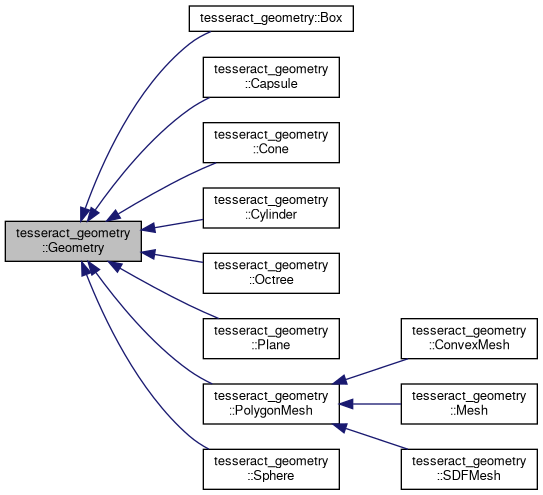 tesseract_geometry::Box
tesseract_geometry
::Capsule
tesseract_geometry
::Cone
tesseract_geometry
::Cylinder
tesseract_geometry
::Geometry
tesseract_geometry
::Octree
tesseract_geometry
::Plane
tesseract_geometry
::ConvexMesh
tesseract_geometry
::PolygonMesh
tesseract_geometry
::Mesh
tesseract_geometry
::Sphere
tesseract_geometry
::SDFMesh